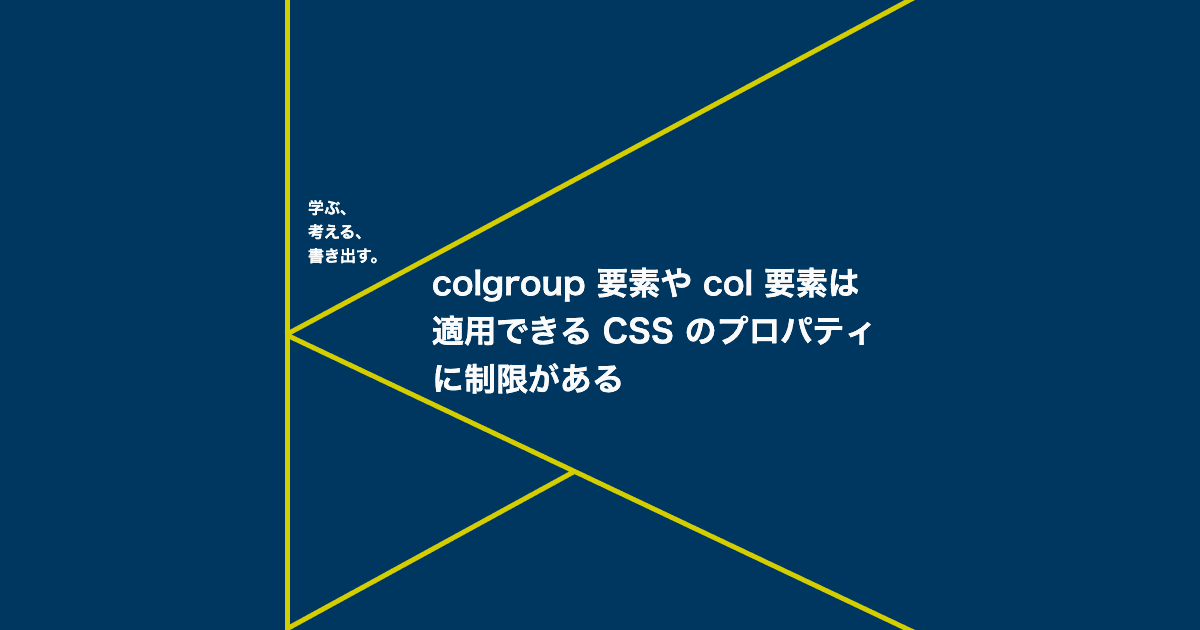 学ぶ、
考える、
書き出す。
colgroup 要素や col 要素は
適用できる CSS のプロパティ
に制限がある